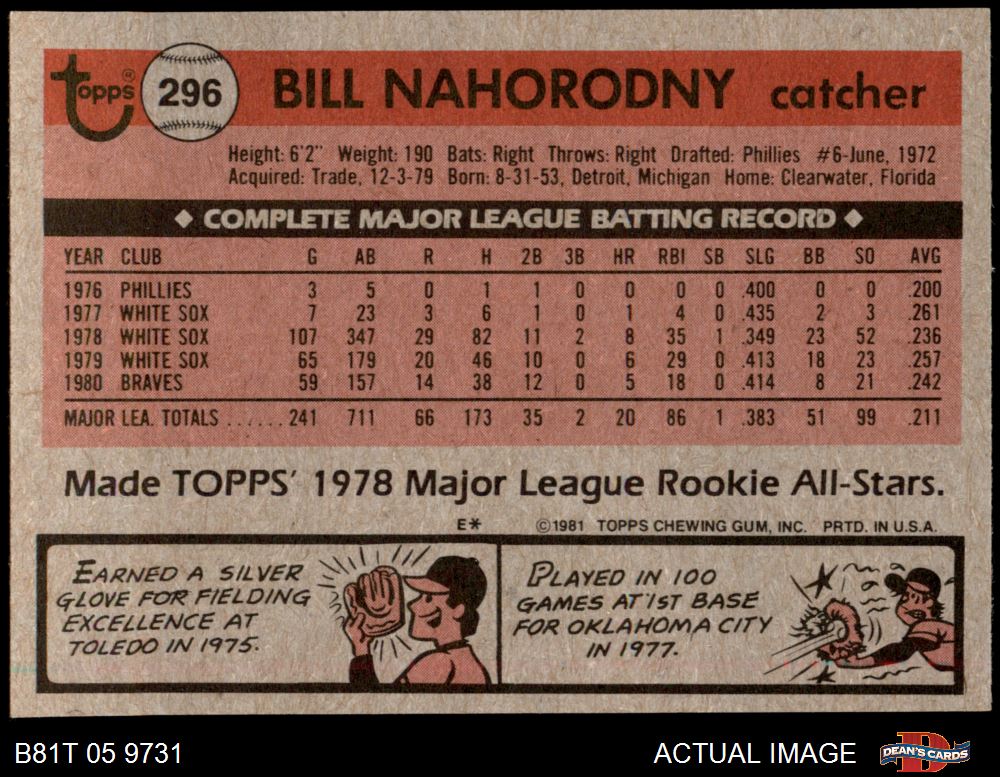 topps® 296 BILL NAHORODNY catcher
Height: 6'2" Weight: 190 Bats: Right Throws: Right Drafted: Phillies #6-June, 1972
Acquired: Trade, 12-3-79 Born: 8-31-53, Detroit, Michigan Home: Clearwater, Florida
◆ COMPLETE MAJOR LEAGUE BATTING RECORD ◆
YEAR CLUB G AB R H 2B 3B HR RBI SB SLG BB SO AVG
1976 PHILLIES 3 5 0 1 1 0 0 0 0 .400 0 0 .200
1977 WHITE SOX 7 23 3 6 1 0 1 4 0 .435 2 3 .261
1978 WHITE SOX 107 347 29 82 11 2 8 35 1 .349 23 52 .236
1979 WHITE SOX 65 179 20 46 10 0 6 29 0 .413 18 23 .257
1980 BRAVES 59 157 14 38 12 0 5 18 0 .414 8 21 .242
MAJOR LEA. TOTALS ...... 241 711 66 173 35 2 20 86 1 .383 51 99 .211
Made TOPPS' 1978 Major League Rookie All-Stars.
E* ©1981 TOPPS CHEWING GUM, INC. PRTD. IN U.S.A.
EARNED A SILVER
GLOVE FOR FIELDING
EXCELLENCE AT
TOLEDO IN 1975.
PLAYED IN 100
GAMES AT 1ST BASE
FOR OKLAHOMA CITY
IN 1977.
B81T 05 9731 ACTUAL IMAGE DEAN'S CARDS